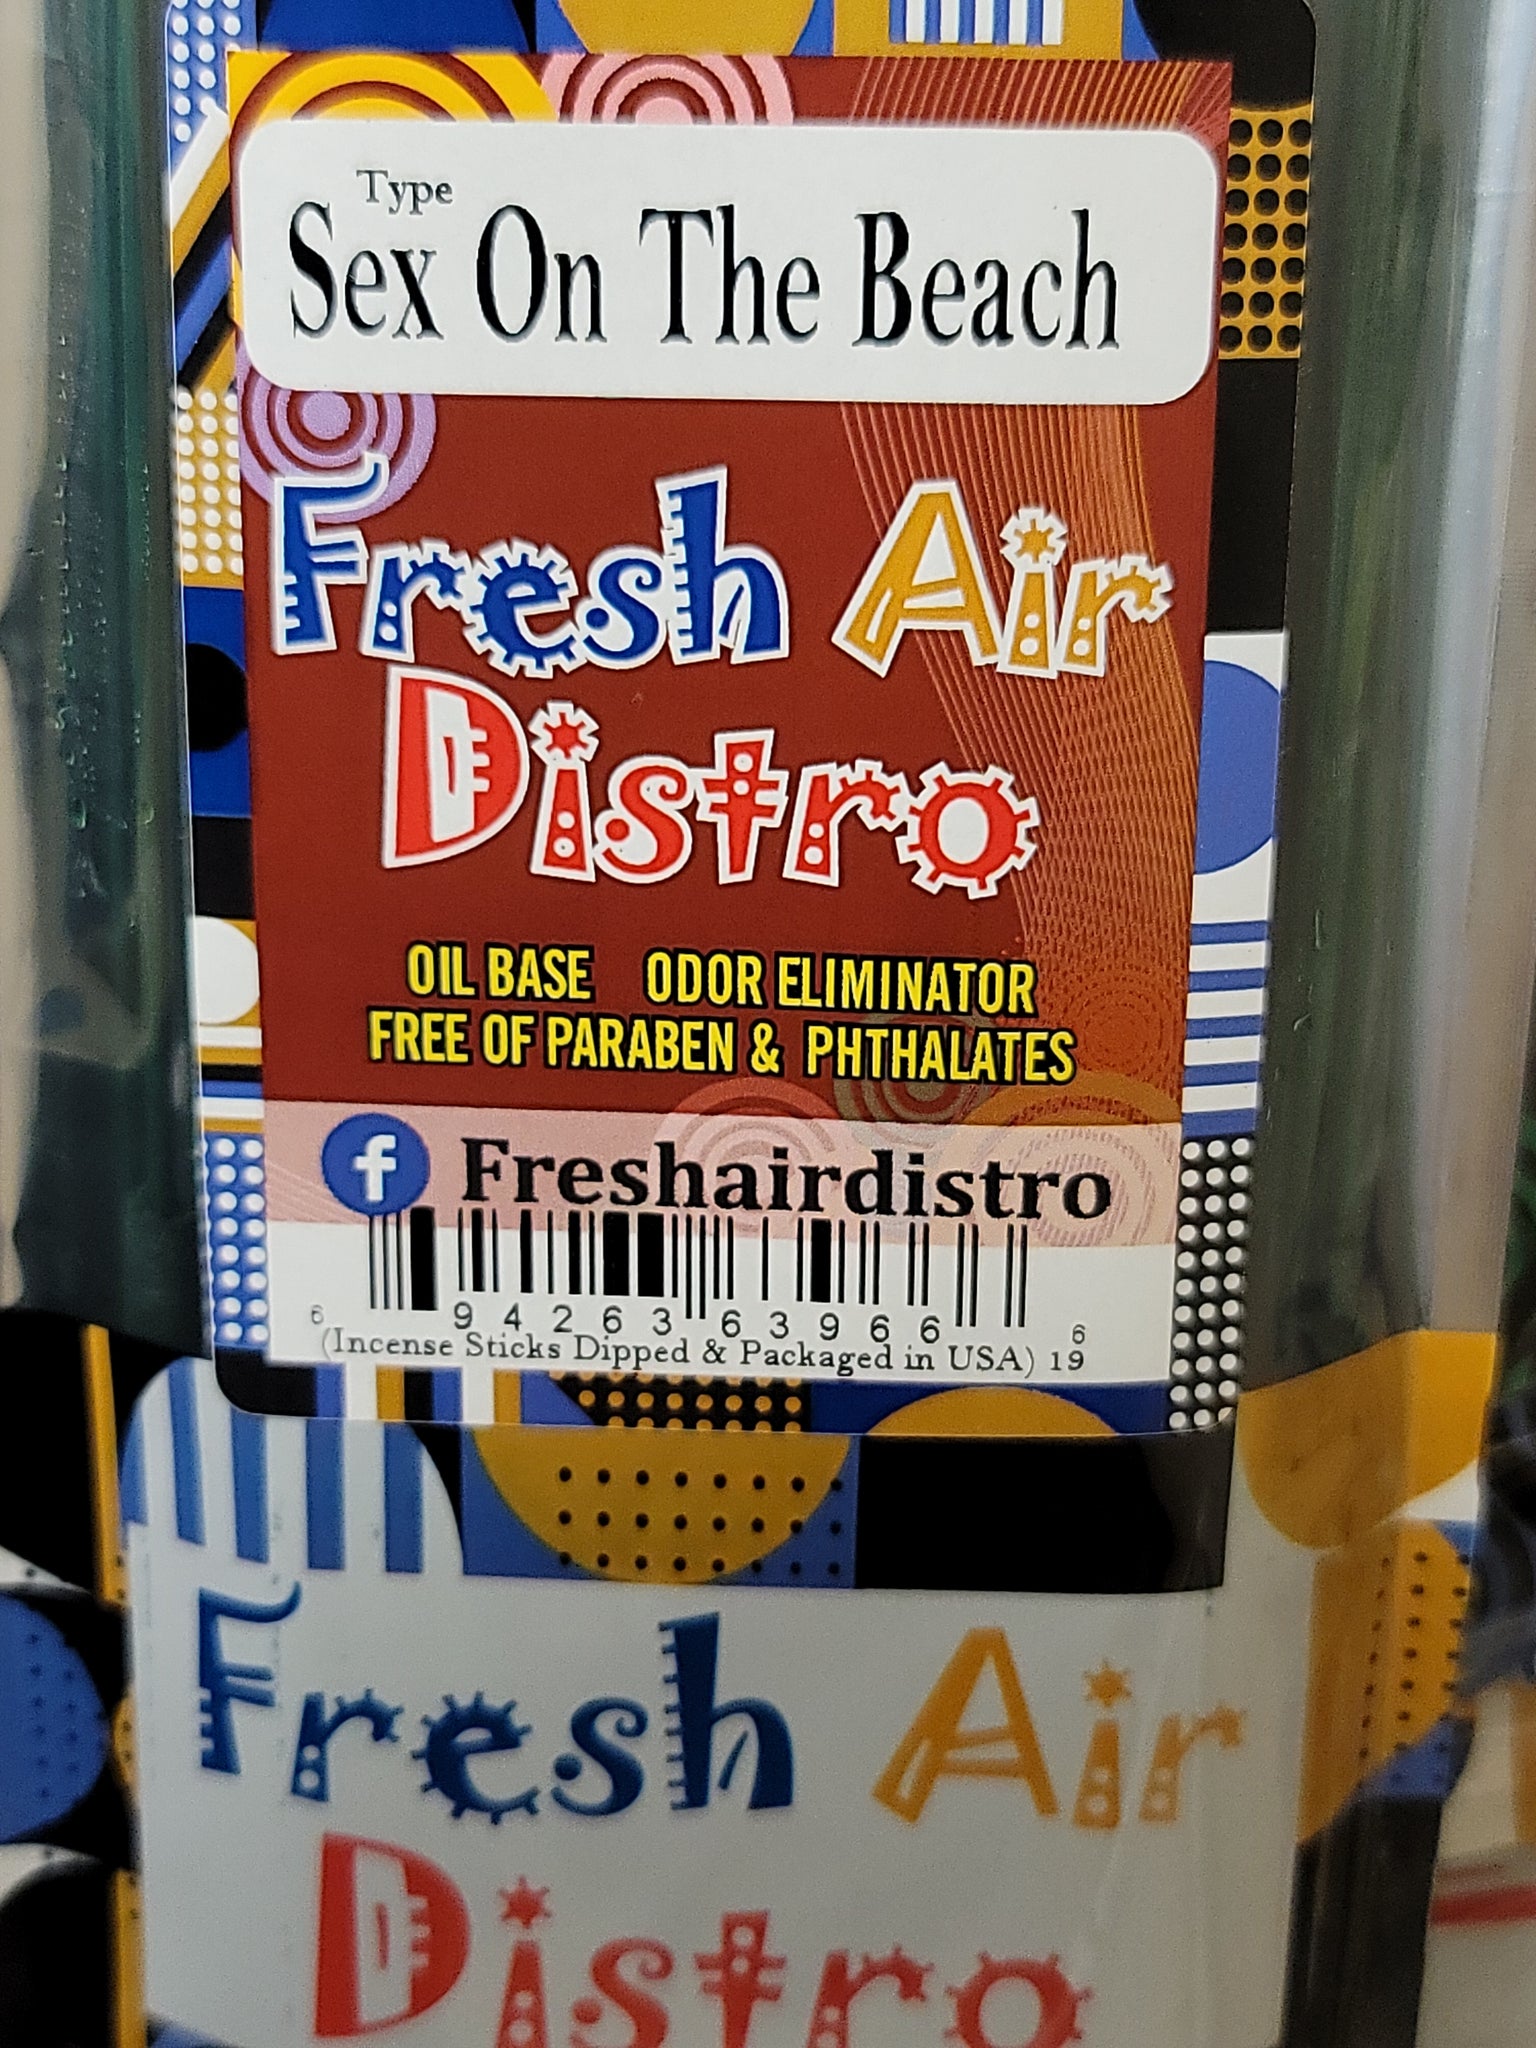 Type
Sex On The Beach
Fresh Air
Distro
OIL BASE ODOR ELIMINATOR
FREE OF PARABEN & PHTHALATES
f Freshairdistro
6 94263 63966 6
(Incense Sticks Dipped & Packaged in USA) 19
Fresh Air
Distro